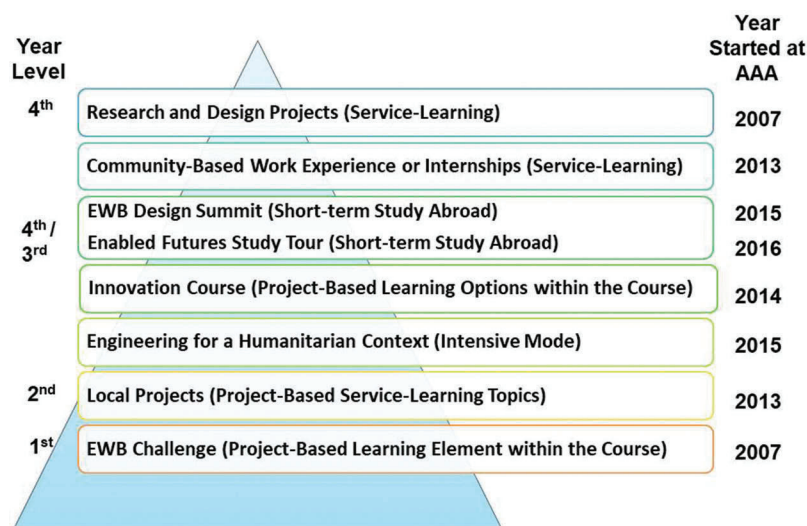 Year
Level
Year
Started at
AAA
4th
Research and Design Projects (Service-Learning)
2007
Community-Based Work Experience or Internships (Service-Learning)
2013
4th /
3rd
EWB Design Summit (Short-term Study Abroad)
2015
Enabled Futures Study Tour (Short-term Study Abroad)
2016
Innovation Course (Project-Based Learning Options within the Course)
2014
Engineering for a Humanitarian Context (Intensive Mode)
2015
2nd
Local Projects (Project-Based Service-Learning Topics)
2013
1st
EWB Challenge (Project-Based Learning Element within the Course)
2007